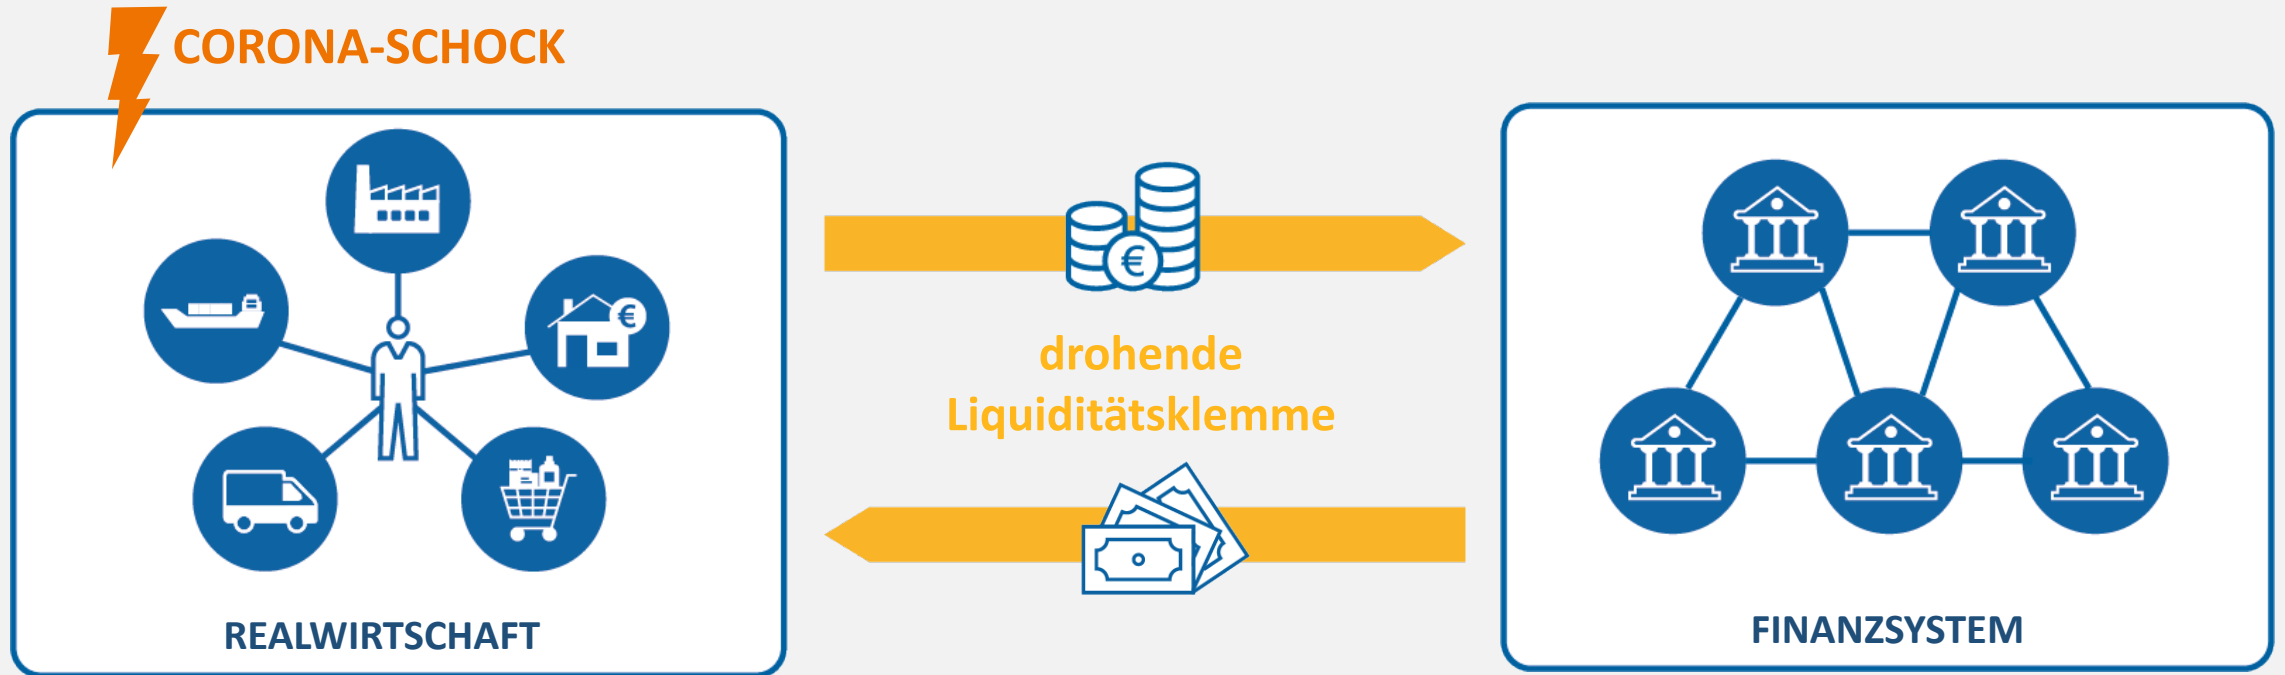 CORONA-SCHOCK
€
€
drohende
Liquiditätsklemme
REALWIRTSCHAFT
FINANZSYSTEM